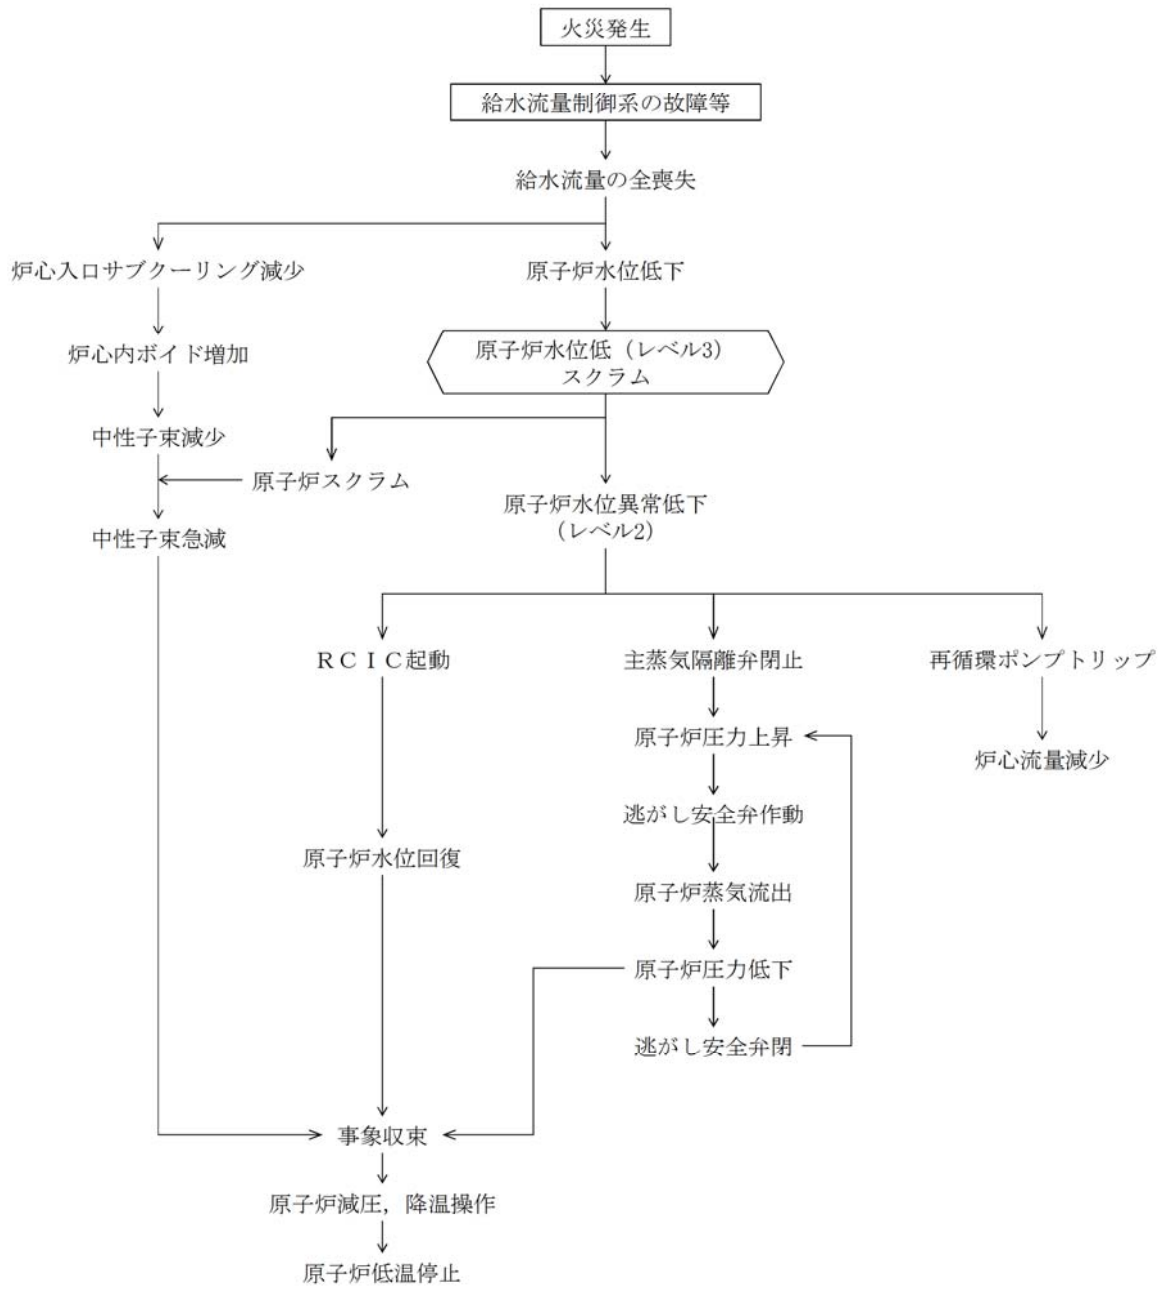 火災発生
給水流量制御系の故障等
給水流量の全喪失
炉心入口サブクーリング減少
原子炉水位低下
炉心内ボイド増加
原子炉水位低（レベル3）
スクラム
中性子束減少
原子炉スクラム
原子炉水位異常低下
（レベル2）
中性子束急減
ＲＣＩＣ起動
主蒸気隔離弁閉止
再循環ポンプトリップ
原子炉圧力上昇
炉心流量減少
逃がし安全弁作動
原子炉水位回復
原子炉蒸気流出
原子炉圧力低下
逃がし安全弁閉
事象収束
原子炉減圧，降温操作
原子炉低温停止